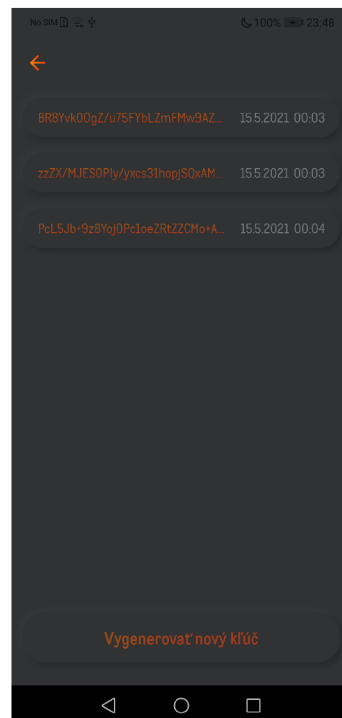 No SIM 100% 23:48
BR8Yvk0OgZ/u75FYbLZmFMw9AZ... 15.5.2021 00:03
zzZX/MJES0Ply/yxcs31hopJSQxAM... 15.5.2021 00:03
PcL5Jb+9z8Yoj0Pc1oeZRtZZCMo+A... 15.5.2021 00:04
Vygenerovať nový kľúč